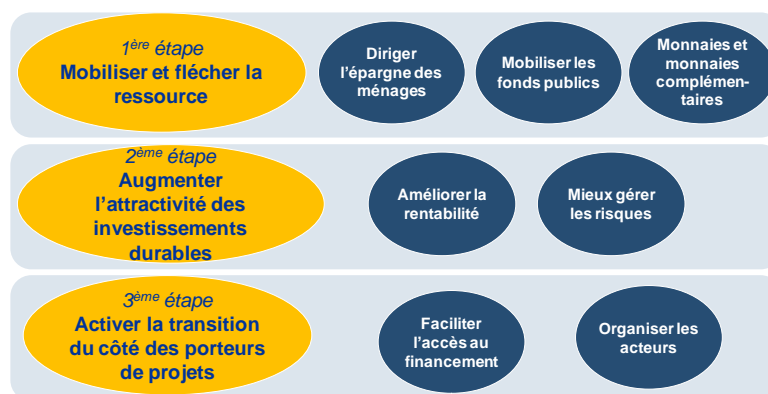 1ère étape
Mobiliser et flécher la
ressource
Diriger
l'épargne des
ménages
Mobiliser les
fonds publics
Monnaies et
monnaies
complémen-
taires
2ème étape
Augmenter
l'attractivité des
investissements
durables
Améliorer la
rentabilité
Mieux gérer
les risques
3ème étape
Activer la transition
du côté des porteurs
de projets
Faciliter
l'accès au
financement
Organiser les
acteurs